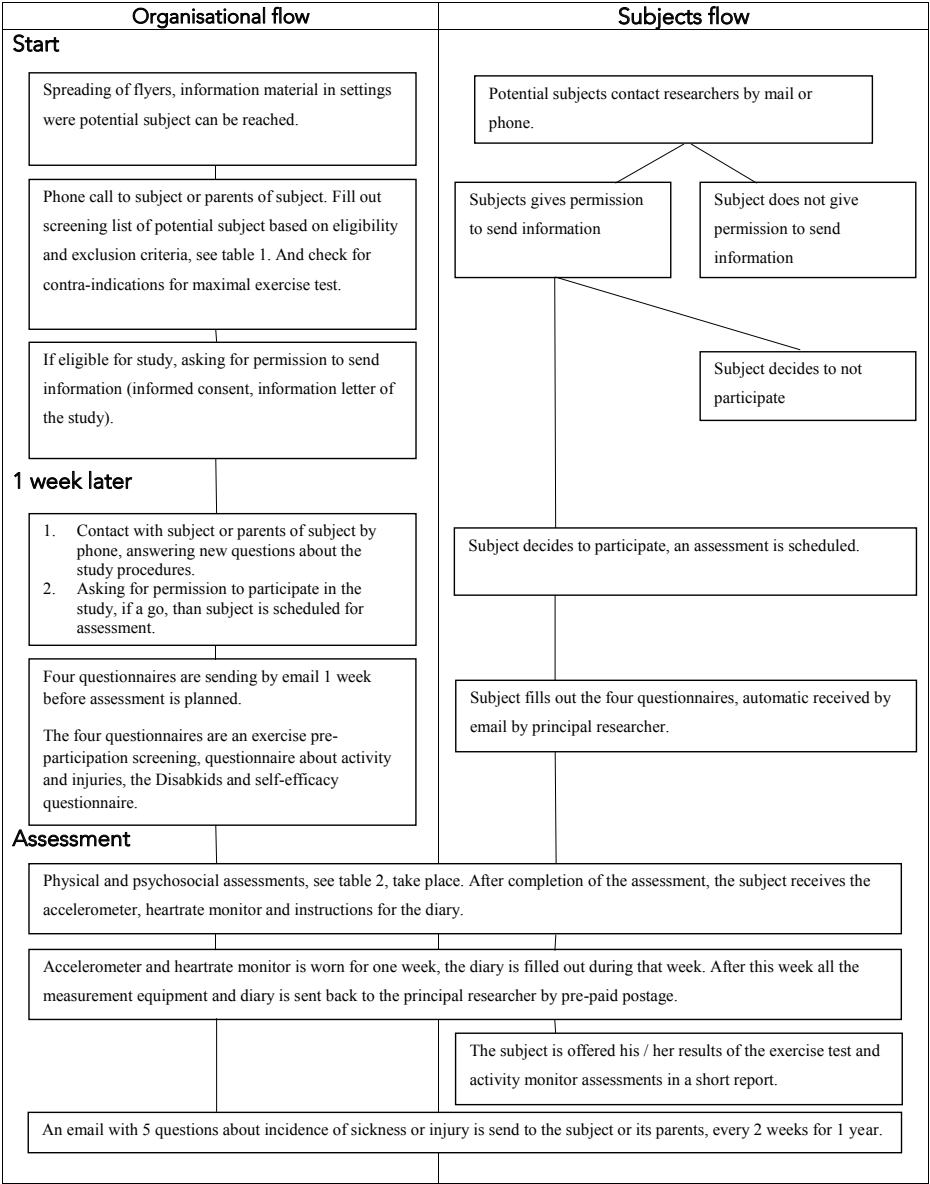 Organisational flow
Subjects flow
Start
Spreading of flyers, information material in settings
were potential subject can be reached.
Potential subjects contact researchers by mail or
phone.
Phone call to subject or parents of subject. Fill out
screening list of potential subject based on eligibility
and exclusion criteria, see table 1. And check for
contra-indications for maximal exercise test.
Subjects gives permission
to send information
Subject does not give
permission to send
information
If eligible for study, asking for permission to send
information (informed consent, information letter of
the study).
Subject decides to not
participate
1 week later
1. Contact with subject or parents of subject by
phone, answering new questions about the
study procedures.
2. Asking for permission to participate in the
study, if a go, than subject is scheduled for
assessment.
Subject decides to participate, an assessment is scheduled.
Four questionnaires are sending by email 1 week
before assessment is planned.
The four questionnaires are an exercise pre-
participation screening, questionnaire about activity
and injuries, the Disabkids and self-efficacy
questionnaire.
Subject fills out the four questionnaires, automatic received by
email by principal researcher.
Assessment
Physical and psychosocial assessments, see table 2, take place. After completion of the assessment, the subject receives the
accelerometer, heartrate monitor and instructions for the diary.
Accelerometer and heartrate monitor is worn for one week, the diary is filled out during that week. After this week all the
measurement equipment and diary is sent back to the principal researcher by pre-paid postage.
The subject is offered his / her results of the exercise test and
activity monitor assessments in a short report.
An email with 5 questions about incidence of sickness or injury is send to the subject or its parents, every 2 weeks for 1 year.